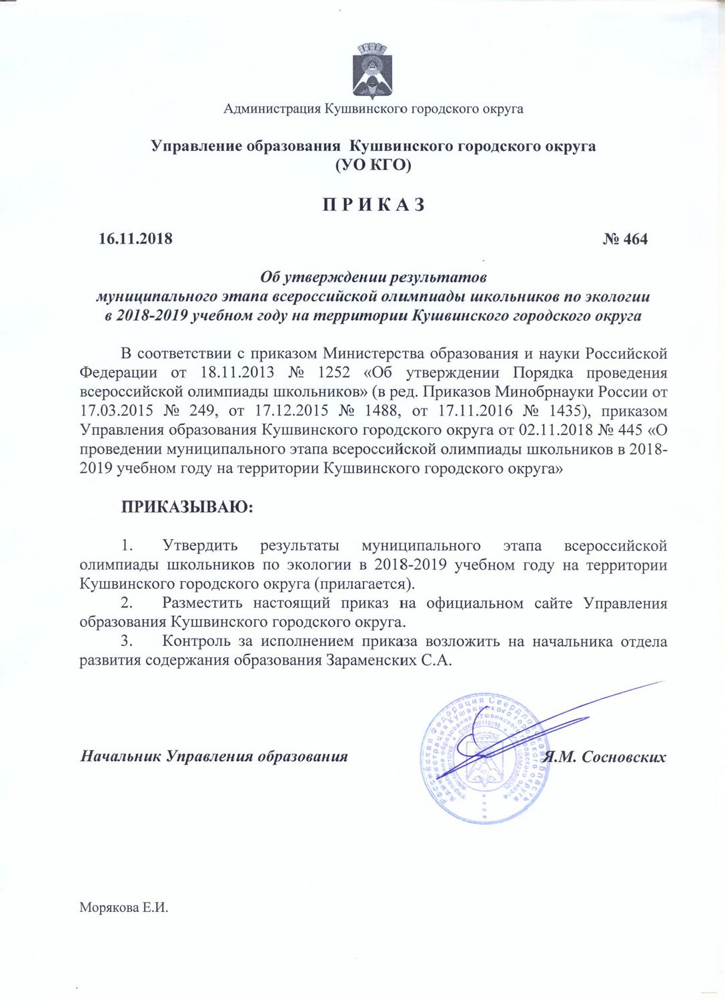 Администрация Кушвинского городского округа
Управление образования Кушвинского городского округа
(УО КГО)
П Р И К А З
16.11.2018 № 464
Об утверждении результатов
муниципального этапа всероссийской олимпиады школьников по экологии
в 2018-2019 учебном году на территории Кушвинского городского округа
В соответствии с приказом Министерства образования и науки Российской
Федерации от 18.11.2013 № 1252 «Об утверждении Порядка проведения
всероссийской олимпиады школьников» (в ред. Приказов Минобрнауки России от
17.03.2015 № 249, от 17.12.2015 № 1488, от 17.11.2016 № 1435), приказом
Управления образования Кушвинского городского округа от 02.11.2018 № 445 «О
проведении муниципального этапа всероссийской олимпиады школьников в 2018-
2019 учебном году на территории Кушвинского городского округа»
ПРИКАЗЫВАЮ:
1. Утвердить результаты муниципального этапа всероссийской
олимпиады школьников по экологии в 2018-2019 учебном году на территории
Кушвинского городского округа (прилагается).
2. Разместить настоящий приказ на официальном сайте Управления
образования Кушвинского городского округа.
3. Контроль за исполнением приказа возложить на начальника отдела
развития содержания образования Зараменских С.А.
Российская Федерация Свердловская область
Администрация Кушвинского городского округа
Управление образования Кушвинского городского округа
Начальник Управления образования Я.М. Сосновских
Морякова Е.И.